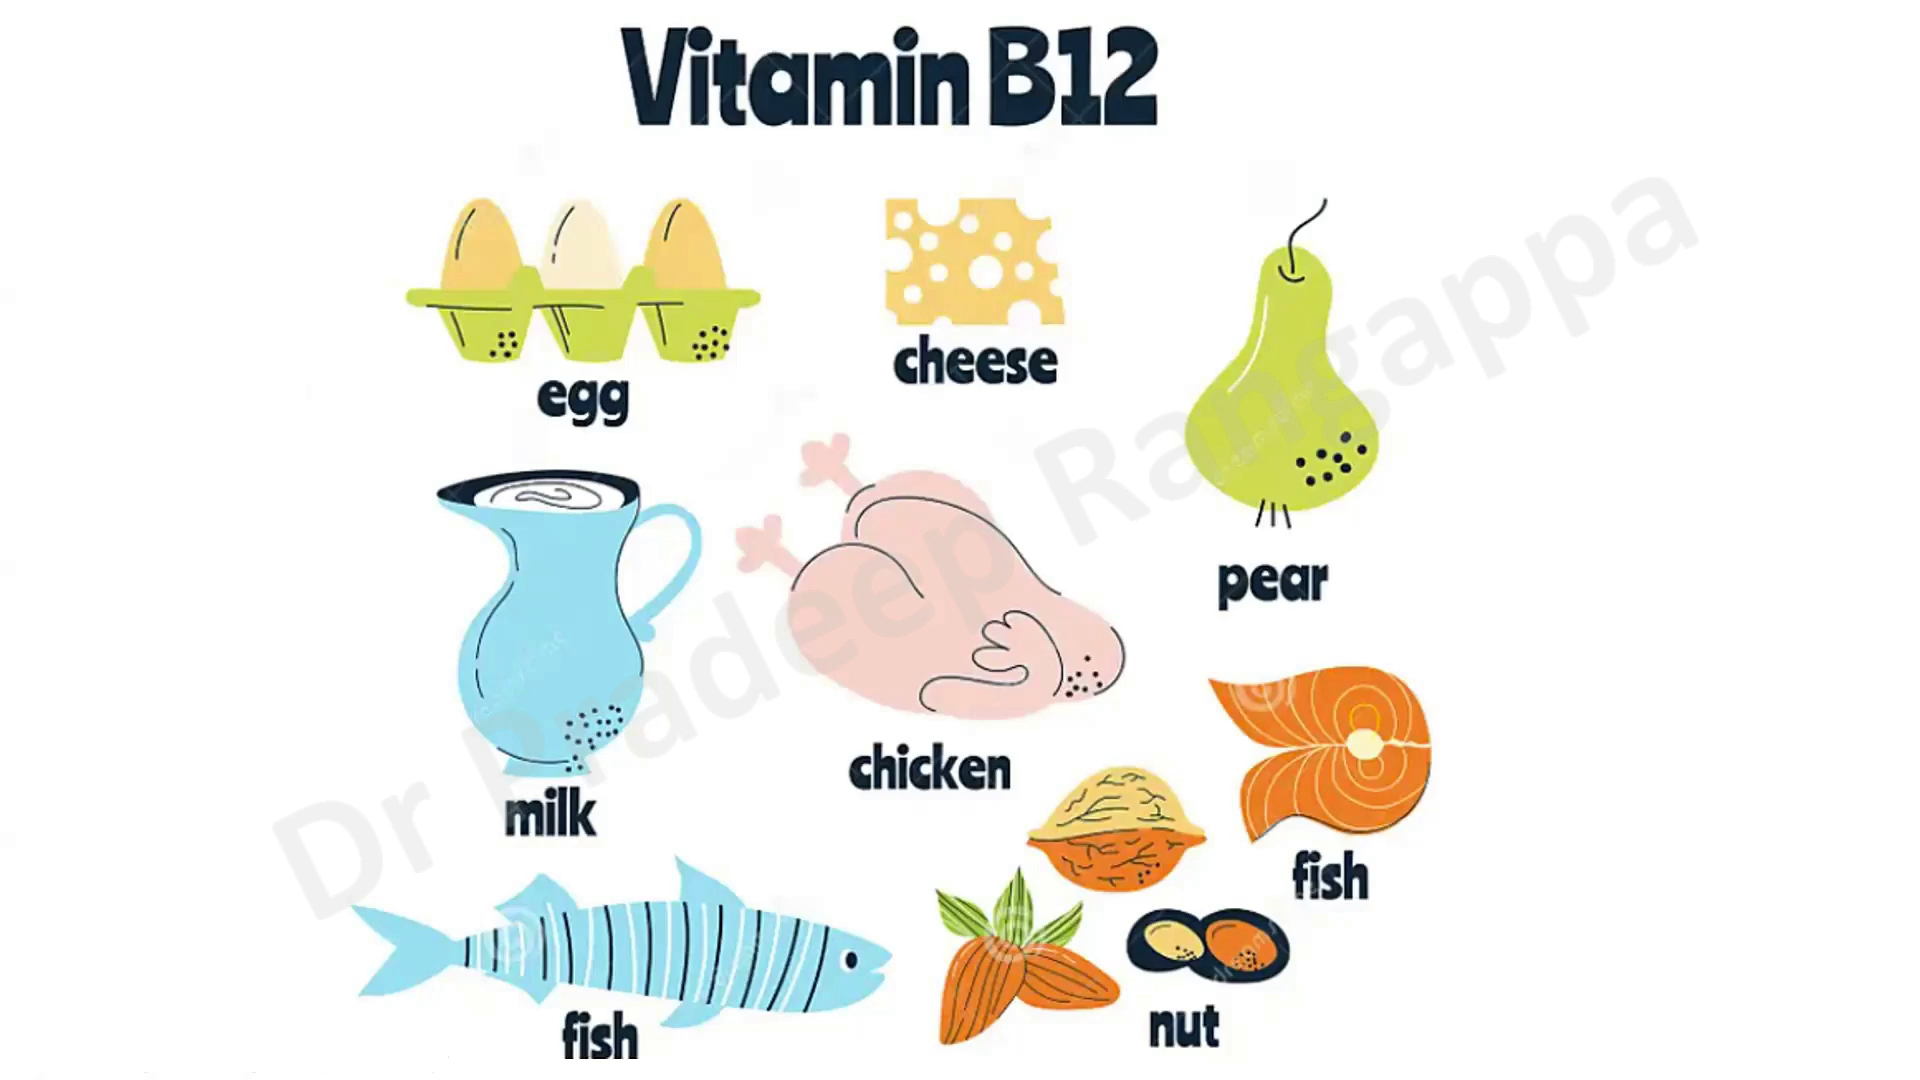 Vitamin B12
egg
cheese
pear
milk
chicken
fish
fish
nut
Dr Pradeep Rangappa